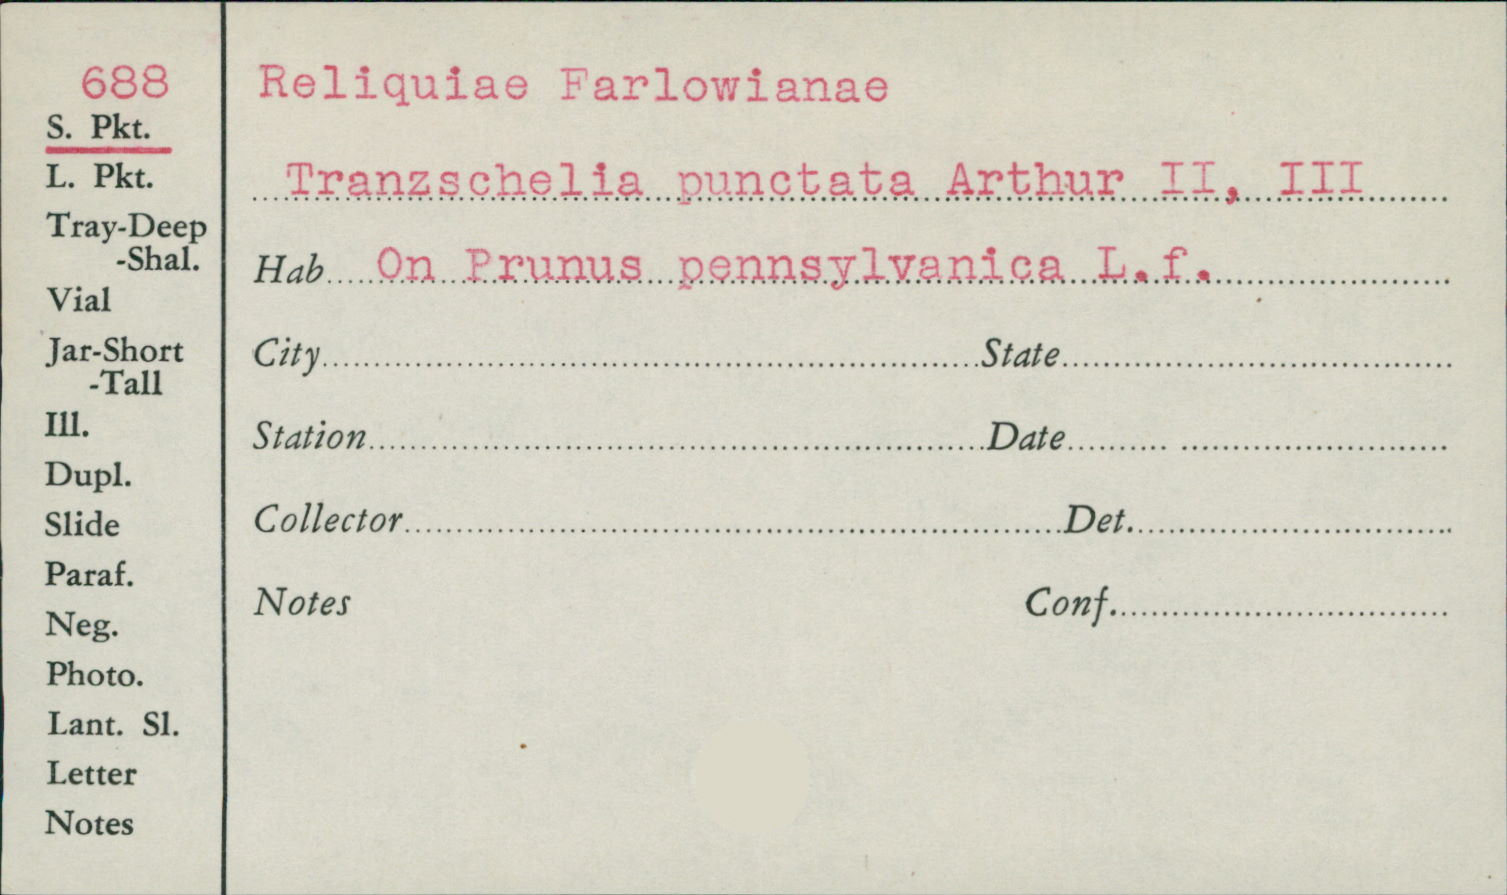 688
S. Pkt.
L. Pkt.
Tray-Deep
-Shal.
Vial
Jar-Short
-Tall
Ill.
Dupl.
Slide
Paraf.
Neg.
Photo.
Lant. Sl.
Letter
Notes
Reliquiae Farlowianae
Tranzschelia punctata Arthur II, III
Hab On Prunus pennsylvanica L.f.
City State
Station Date
Collector Det.
Notes Conf.